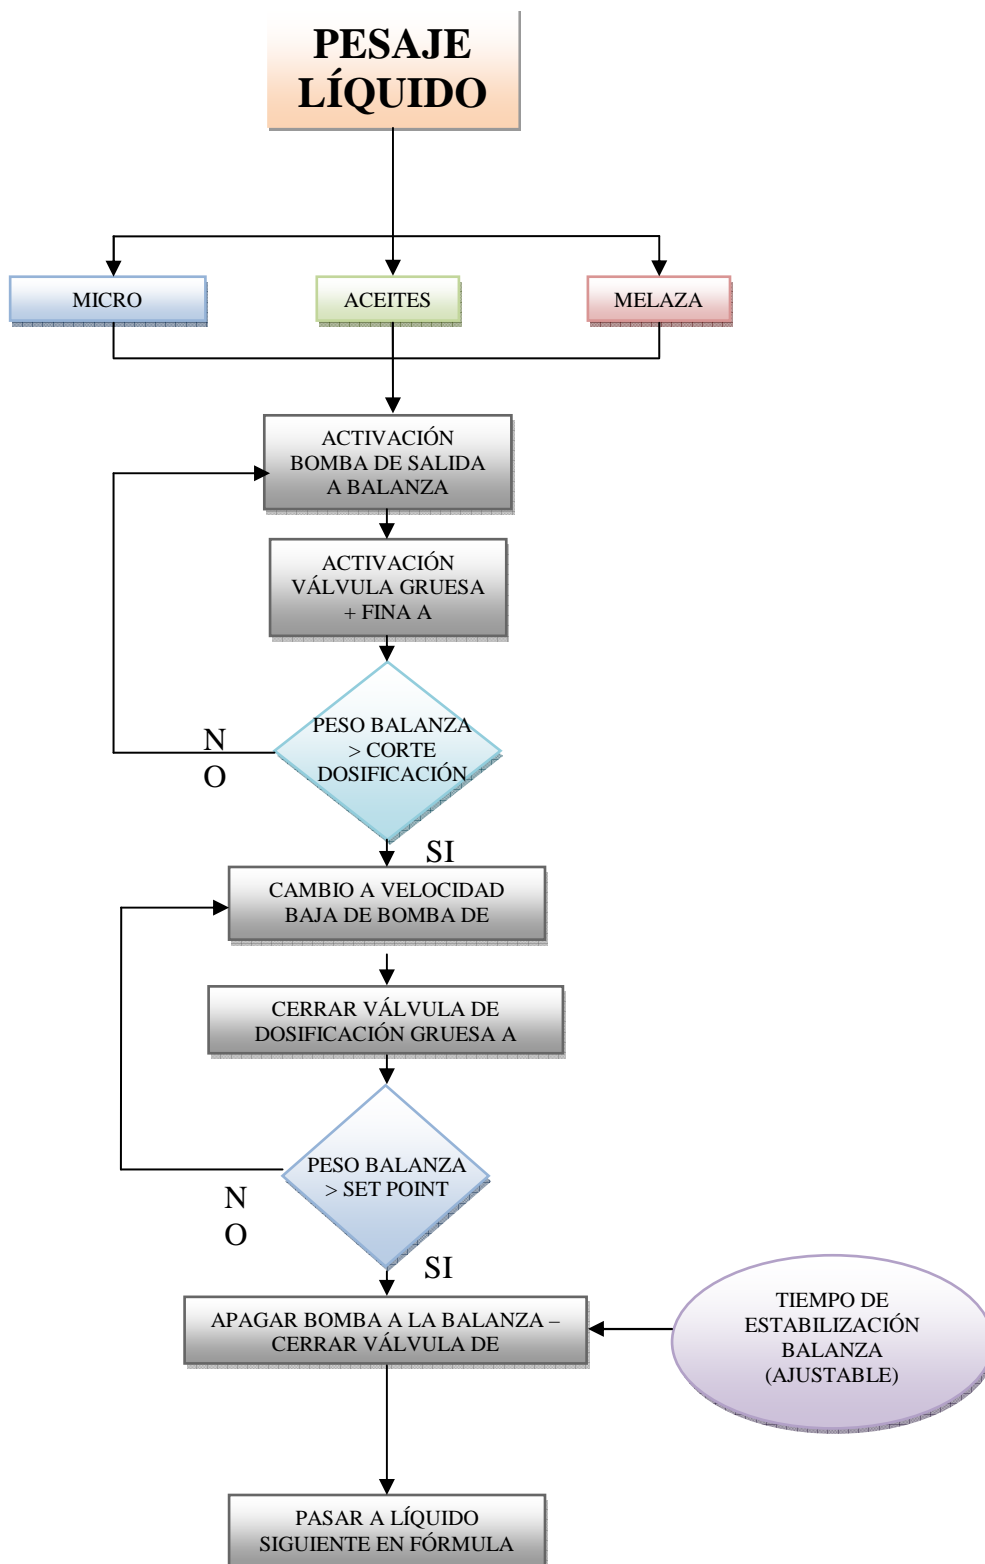 PESAJE
LÍQUIDO
MICRO
ACEITES
MELAZA
ACTIVACIÓN
BOMBA DE SALIDA
A BALANZA
ACTIVACIÓN
VÁLVULA GRUESA
+ FINA A
PESO BALANZA
> CORTE
DOSIFICACIÓN
N
O
SI
CAMBIO A VELOCIDAD
BAJA DE BOMBA DE
CERRAR VÁLVULA DE
DOSIFICACIÓN GRUESA A
PESO BALANZA
> SET POINT
N
O
SI
APAGAR BOMBA A LA BALANZA –
CERRAR VÁLVULA DE
TIEMPO DE
ESTABILIZACIÓN
BALANZA
(AJUSTABLE)
PASAR A LÍQUIDO
SIGUIENTE EN FÓRMULA